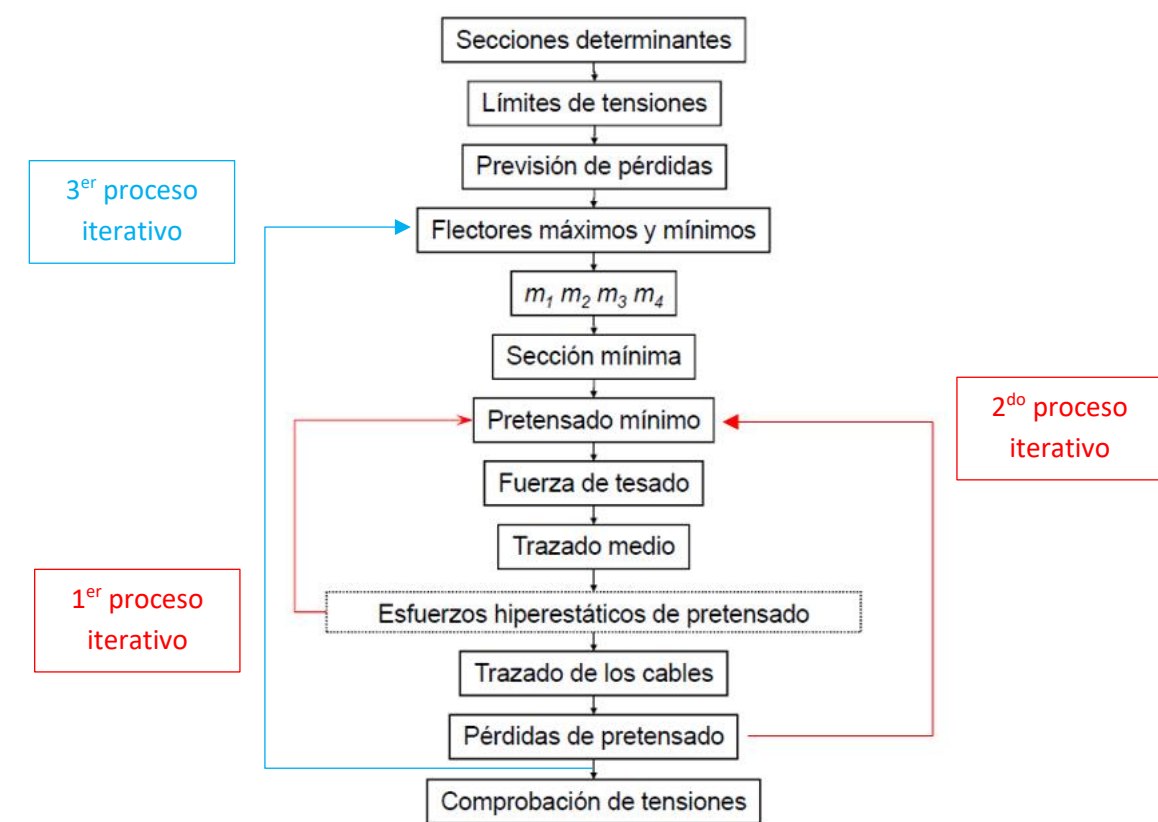 Secciones determinantes
Límites de tensiones
Previsión de pérdidas
3er proceso
iterativo
Flectores máximos y mínimos
m1 m2 m3 m4
Sección mínima
Pretensado mínimo
2do proceso
iterativo
Fuerza de tesado
Trazado medio
1er proceso
iterativo
Esfuerzos hiperestáticos de pretensado
Trazado de los cables
Pérdidas de pretensado
Comprobación de tensiones